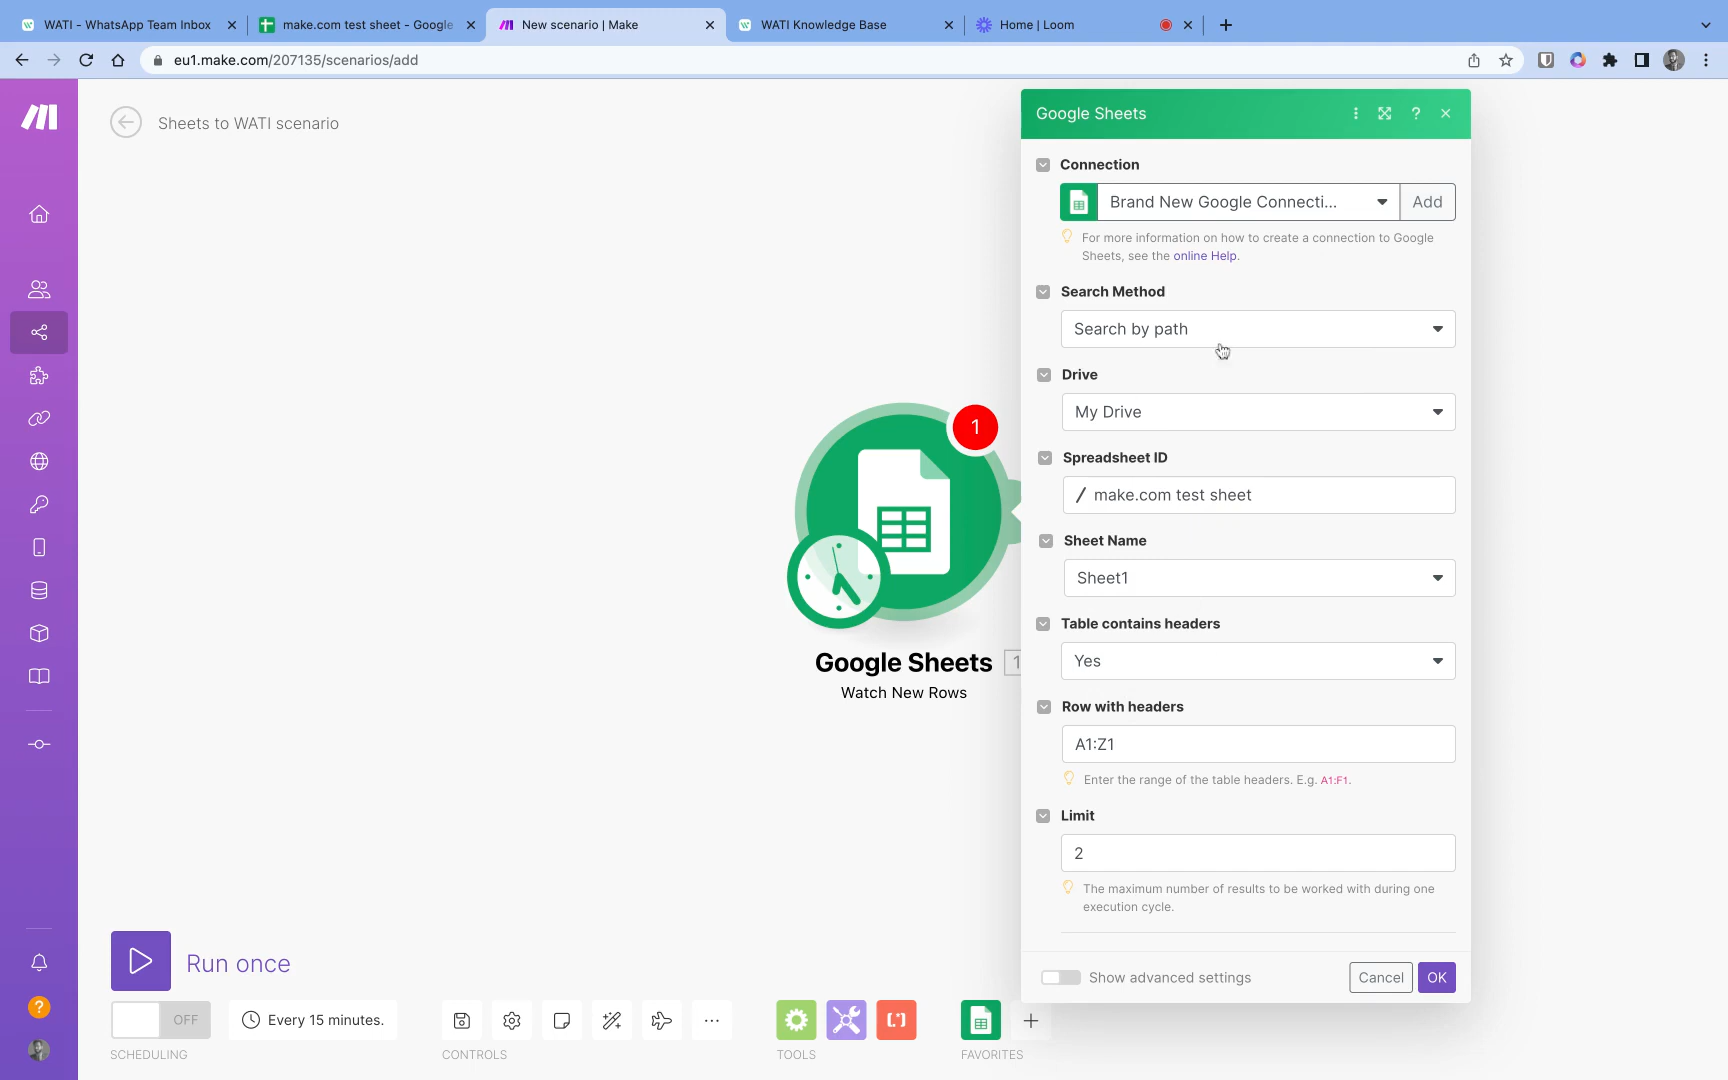 WATI - WhatsApp Team Inbox
make.com test sheet - Google
New scenario | Make
WATI Knowledge Base
Home | Loom
eu1.make.com/207135/scenarios/add
Sheets to WATI scenario
Google Sheets
?
Connection
Brand New Google Connecti...
Add
For more information on how to create a connection to Google
Sheets, see the online Help.
Search Method
Search by path
Drive
My Drive
Spreadsheet ID
/ make.com test sheet
Sheet Name
Sheet1
Table contains headers
Yes
Row with headers
A1:Z1
Enter the range of the table headers. E.g. A1:F1.
Limit
2
The maximum number of results to be worked with during one
execution cycle.
Show advanced settings
Cancel
OK
1
Google Sheets
1
Watch New Rows
Run once
OFF
Every 15 minutes.
SCHEDULING
CONTROLS
[.*]
TOOLS
FAVORITES
?